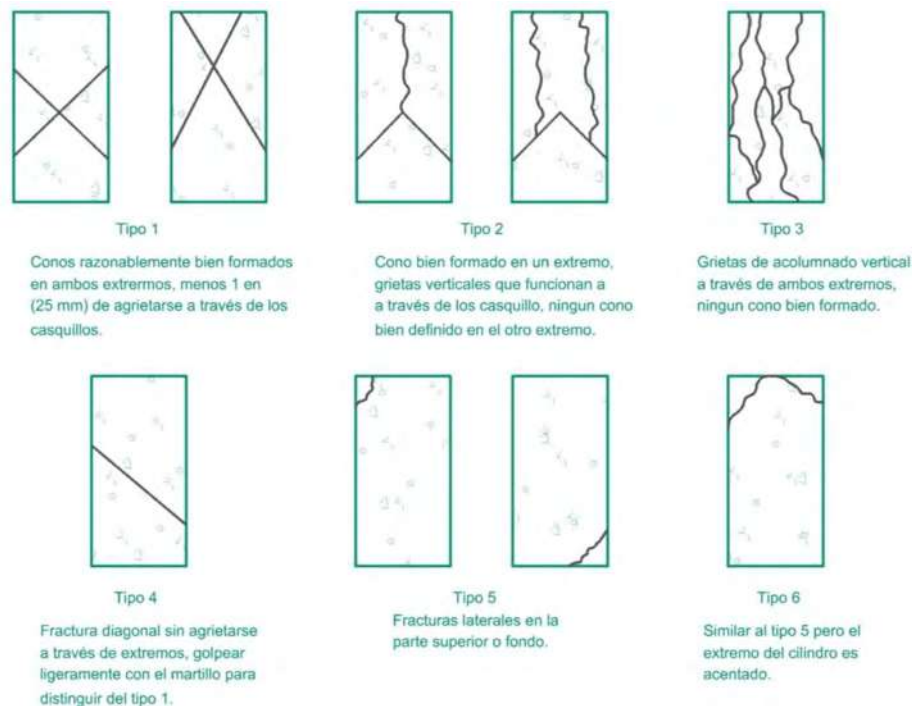 Tipo 1
Conos razonablemente bien formados
en ambos extrermos, menos 1 en
(25 mm) de agrietarse a través de los
casquillos.
Tipo 2
Cono bien formado en un extremo,
grietas verticales que funcionan a
a través de los casquillo, ningun cono
bien definido en el otro extremo.
Tipo 3
Grietas de acolumnado vertical
a través de ambos extremos,
ningun cono bien formado.
Tipo 4
Fractura diagonal sin agrietarse
a través de extremos, golpear
ligeramente con el martillo para
distinguir del tipo 1.
Tipo 5
Fracturas laterales en la
parte superior o fondo.
Tipo 6
Similar al tipo 5 pero el
extremo del cilindro es
acentado.